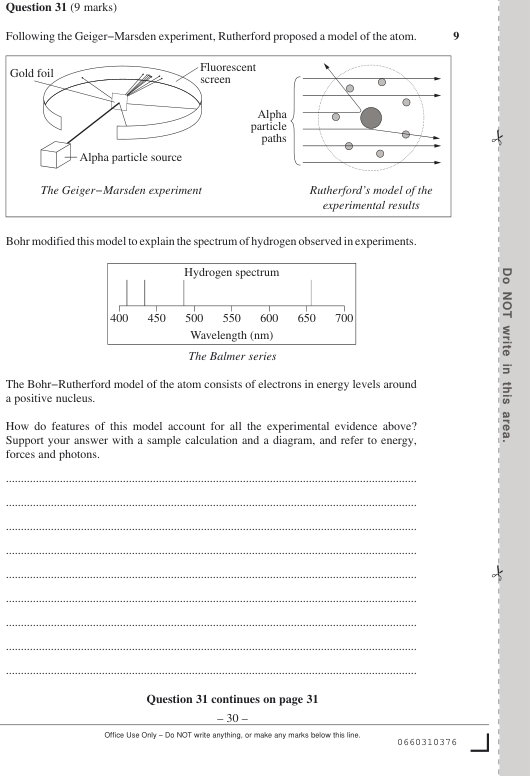 Question 31 (9 marks)
Following the Geiger–Marsden experiment, Rutherford proposed a model of the atom.
9
Gold foil
Fluorescent
screen
Alpha particle source
The Geiger–Marsden experiment
Alpha
particle
paths
Rutherford's model of the
experimental results
Bohr modified this model to explain the spectrum of hydrogen observed in experiments.
Hydrogen spectrum
400 450 500 550 600 650 700
Wavelength (nm)
The Balmer series
The Bohr–Rutherford model of the atom consists of electrons in energy levels around
a positive nucleus.
How do features of this model account for all the experimental evidence above?
Support your answer with a sample calculation and a diagram, and refer to energy,
forces and photons.
Question 31 continues on page 31
– 30 –
Office Use Only – Do NOT write anything, or make any marks below this line.
0660310376
Do NOT write in this area.